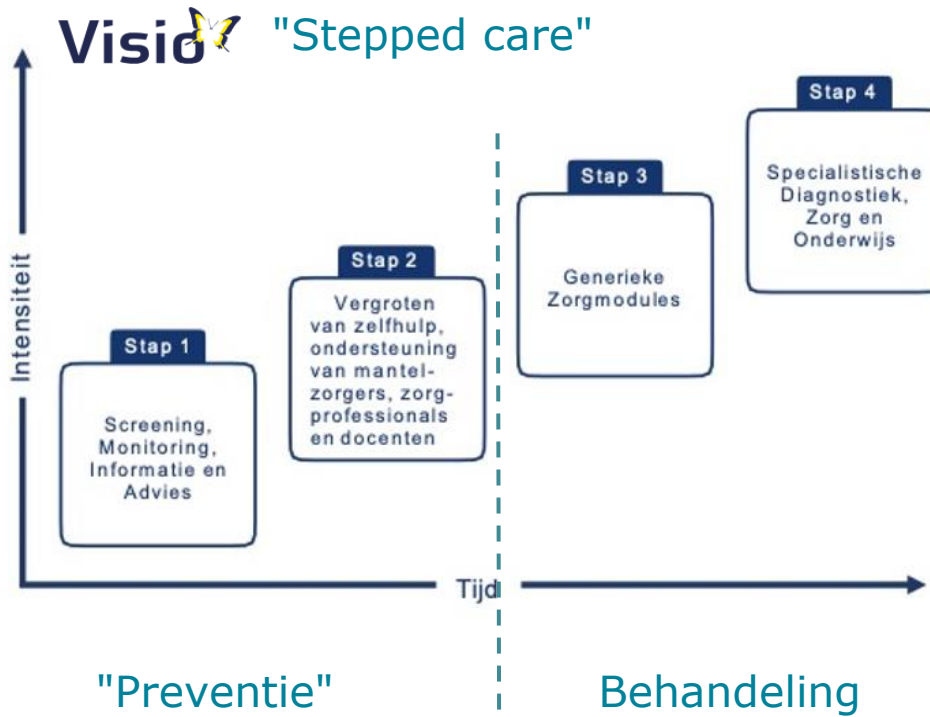 Visio "Stepped care"
Intensiteit
Stap 1
Screening,
Monitoring,
Informatie en
Advies
Stap 2
Vergroten
van zelfhulp,
ondersteuning
van mantel-
zorgers, zorg-
professionals
en docenten
Stap 3
Generieke
Zorgmodules
Stap 4
Specialistische
Diagnostiek,
Zorg en
Onderwijs
Tijd
"Preventie"
Behandeling